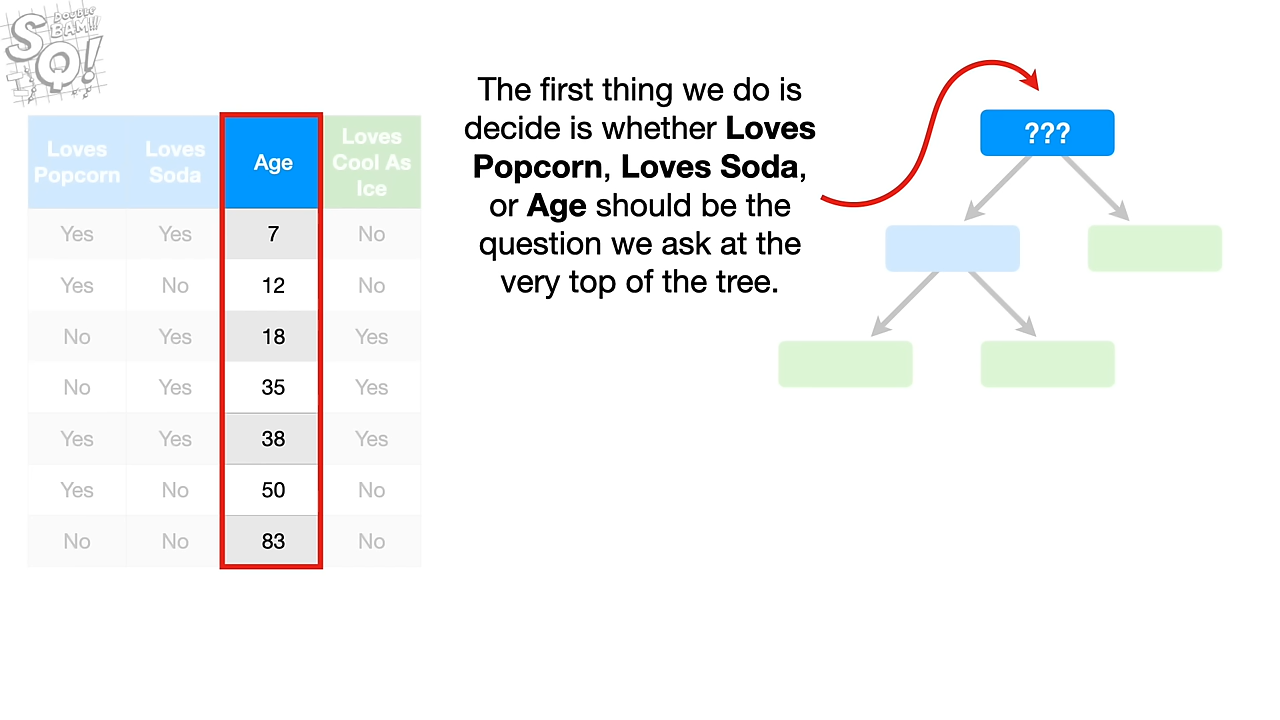 DOUBLE
BAM!!!
SQ!
The first thing we do is
decide is whether Loves
Popcorn, Loves Soda,
or Age should be the
question we ask at the
very top of the tree.
???
Loves Popcorn Loves Soda Age Loves Cool As Ice
Yes Yes 7 No
Yes No 12 No
No Yes 18 Yes
No Yes 35 Yes
Yes Yes 38 Yes
Yes No 50 No
No No 83 No